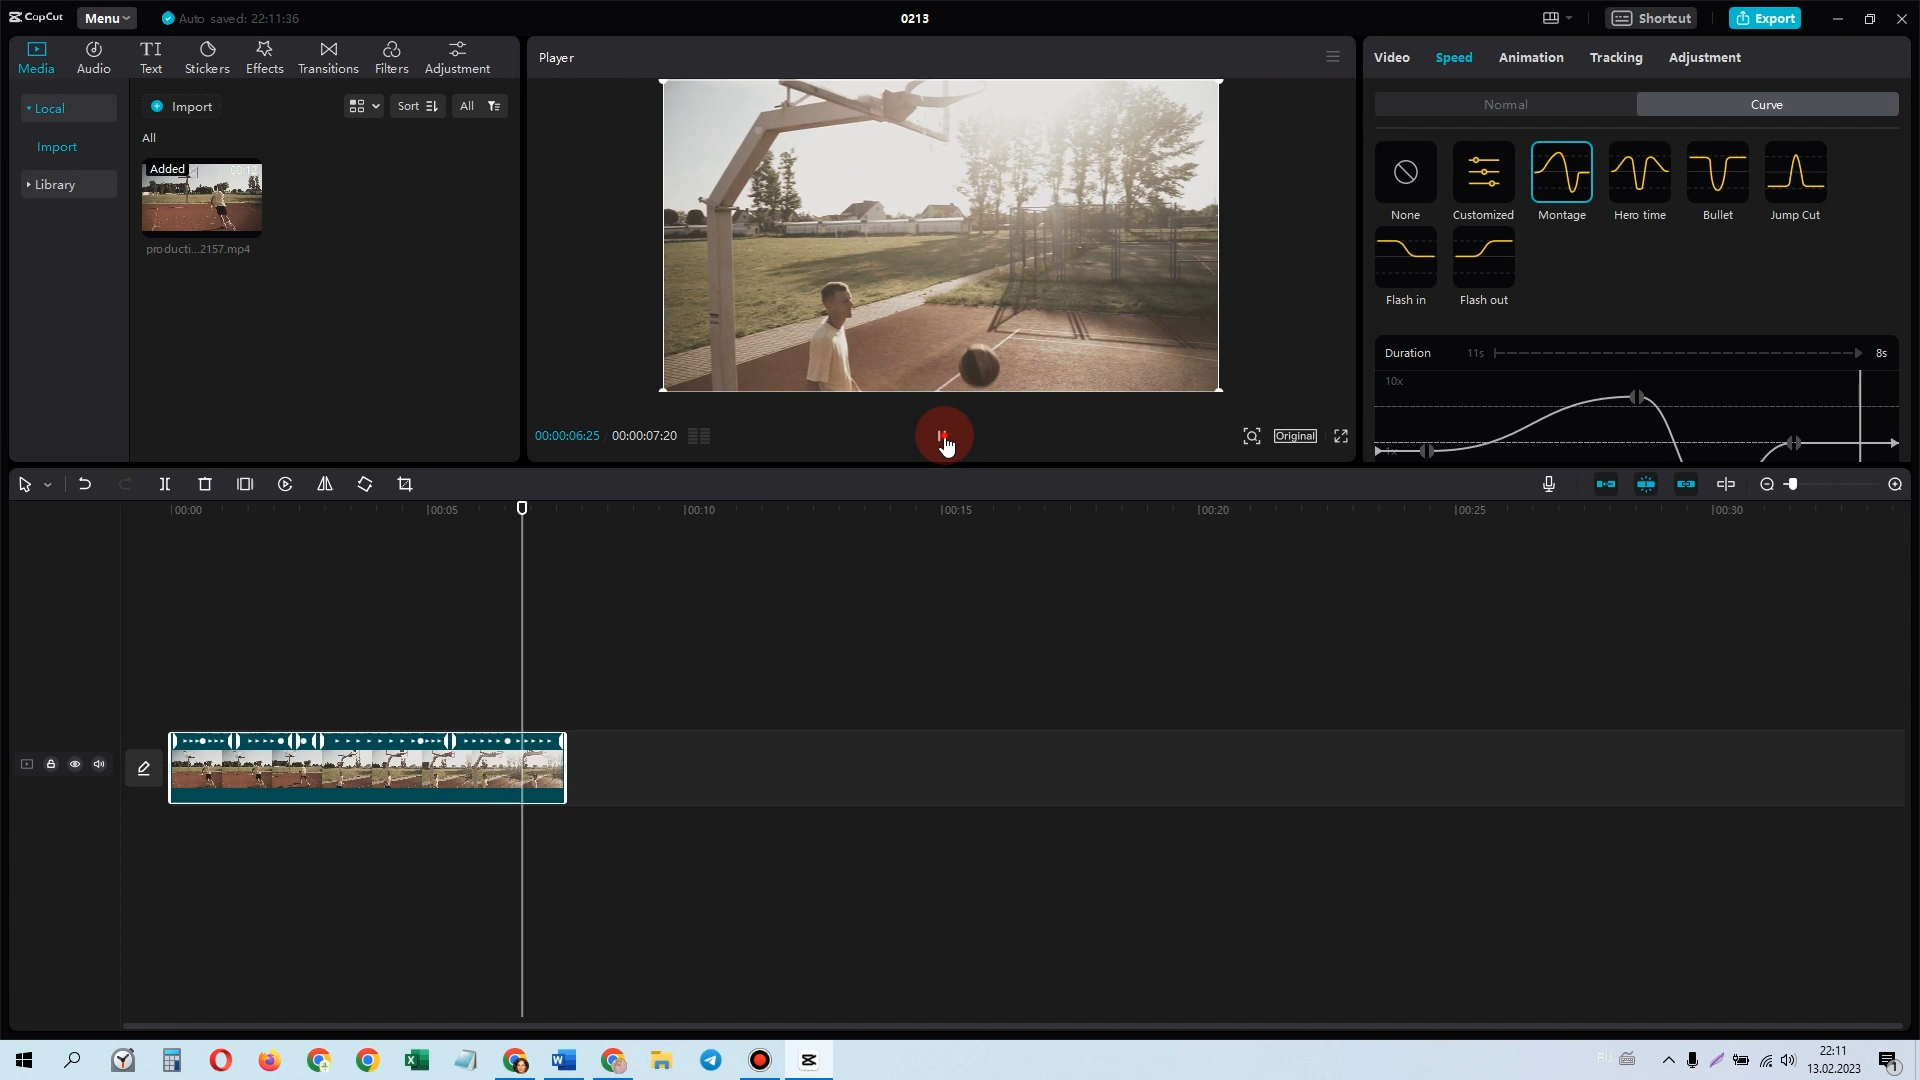 CapCut
Menu
Auto saved: 22:11:36
0213
Shortcut
Export
Media
Audio
Text
Stickers
Effects
Transitions
Filters
Adjustment
Player
Video
Speed
Animation
Tracking
Adjustment
Local
Import
Sort
All
Normal
Curve
All
Import
Library
Added
producti...2157.mp4
None
Customized
Montage
Hero time
Bullet
Jump Cut
Flash in
Flash out
Duration
11s
8s
10x
1x
00:00:06:25
00:00:07:20
Original
00:00
00:05
00:10
00:15
00:20
00:25
00:30
22:11
13.02.2023